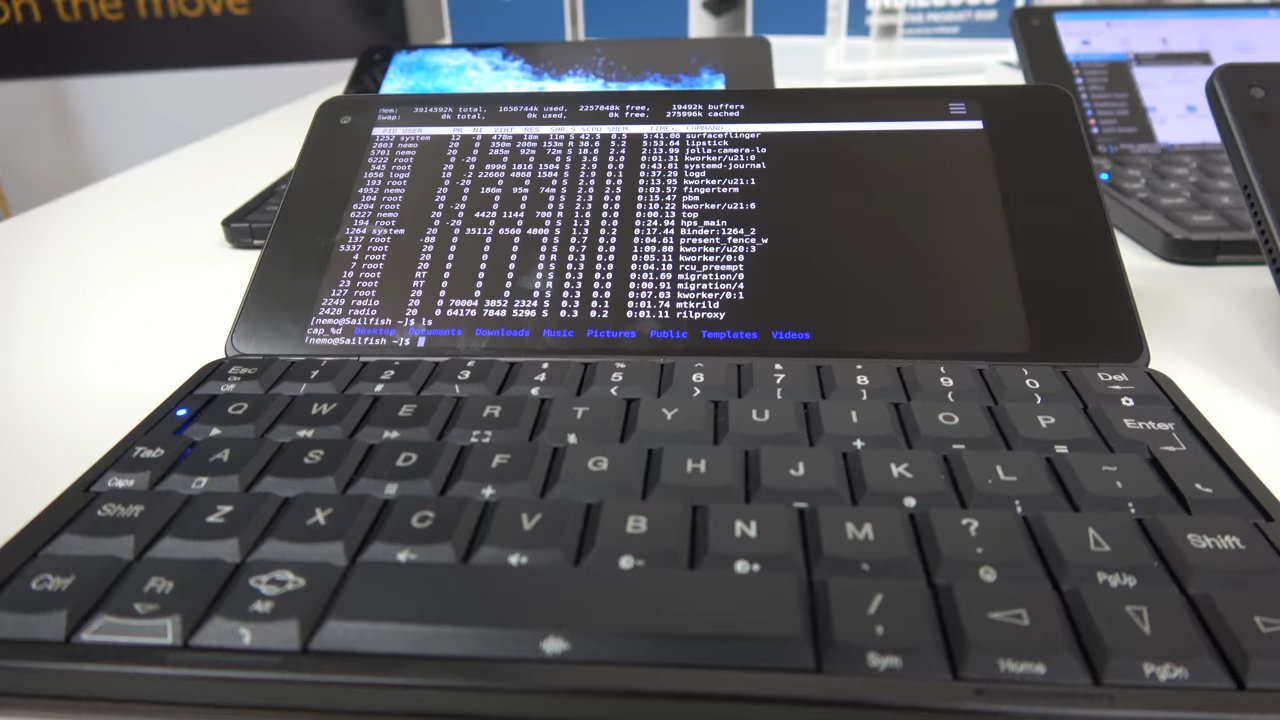 on the move
Mem: 3914592k total, 1656744k used, 2257848k free, 19492k buffers
Swap: 0k total, 0k used, 0k free, 275996k cached
PID USER PR NI VIRT RES SHR S %CPU %MEM TIME+ COMMAND
1252 system 12 -8 478m 18m 11m S 42.5 0.5 5:41.06 surfaceflinger
2803 nemo 20 0 350m 200m 153m R 38.6 5.2 5:53.64 lipstick
5701 nemo 20 0 285m 92m 72m S 18.6 2.4 2:13.99 jolla-camera-lo
6222 root 0 -20 0 0 0 S 3.6 0.0 0:01.31 kworker/u21:0
545 root 20 0 8996 1816 1584 S 2.9 0.0 0:43.81 systemd-journal
1056 logd 18 -2 22660 4868 1584 S 2.9 0.1 0:37.29 logd
193 root 0 -20 0 0 0 S 2.6 0.0 0:13.95 kworker/u21:1
4952 nemo 20 0 186m 95m 74m S 2.6 2.5 0:03.57 fingerterm
104 root 20 0 0 0 0 S 2.3 0.0 0:15.47 pbm
6204 root 0 -20 0 0 0 S 2.3 0.0 0:10.22 kworker/u21:6
6227 nemo 20 0 4428 1144 700 R 1.6 0.0 0:00.13 top
194 root 0 -20 0 0 0 S 1.3 0.0 0:24.94 hps_main
1264 system 20 0 35112 6560 4800 S 1.3 0.2 0:17.44 Binder:1264_2
137 root -88 0 0 0 0 S 0.7 0.0 0:04.61 present_fence_w
5337 root 20 0 0 0 0 S 0.7 0.0 1:09.80 kworker/u20:3
4 root 20 0 0 0 0 R 0.3 0.0 0:05.11 kworker/0:0
7 root 20 0 0 0 0 S 0.3 0.0 0:04.10 rcu_preempt
10 root RT 0 0 0 0 S 0.3 0.0 0:01.69 migration/0
23 root RT 0 0 0 0 R 0.3 0.0 0:00.91 migration/4
127 root 20 0 0 0 0 S 0.3 0.0 0:07.03 kworker/0:1
2249 radio 20 0 70004 3852 2324 S 0.3 0.1 0:01.74 mtkrild
2428 radio 20 0 64176 7848 5296 S 0.3 0.2 0:01.11 rilproxy
[nemo@Sailfish ~]$ ls
cap_%d Desktop Documents Downloads Music Pictures Public Templates Videos
[nemo@Sailfish ~]$
Esc 1 2 3 4 5 6 7 8 9 0 Del
On Off ! " £ $ % ^ & * ( )
# \ € < > [ ] { }
Q W E R T Y U I O P Enter
+ - =
Tab A S D F G H J K L ~
Caps
Shift Z X C V B N M ? Shift
PgUp
Ctrl Fn Alt / Sym Home PgDn